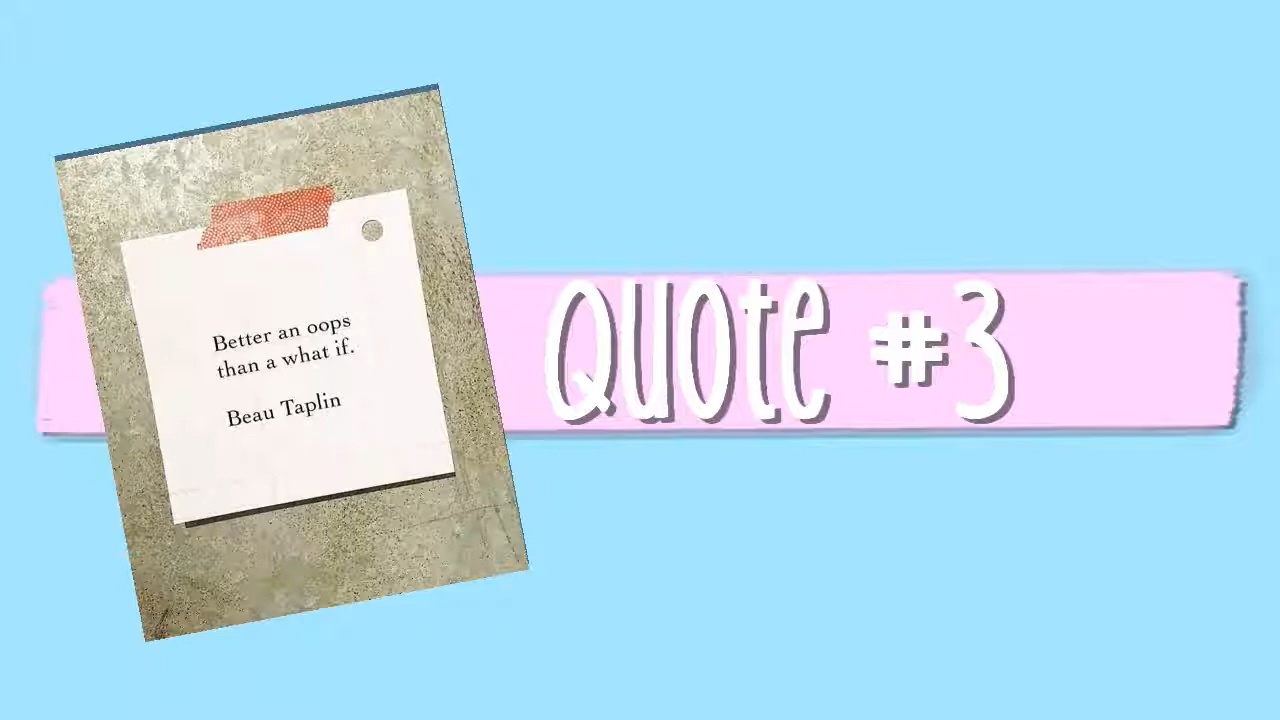 Better an oops
than a what if.
Beau Taplin
Quote #3